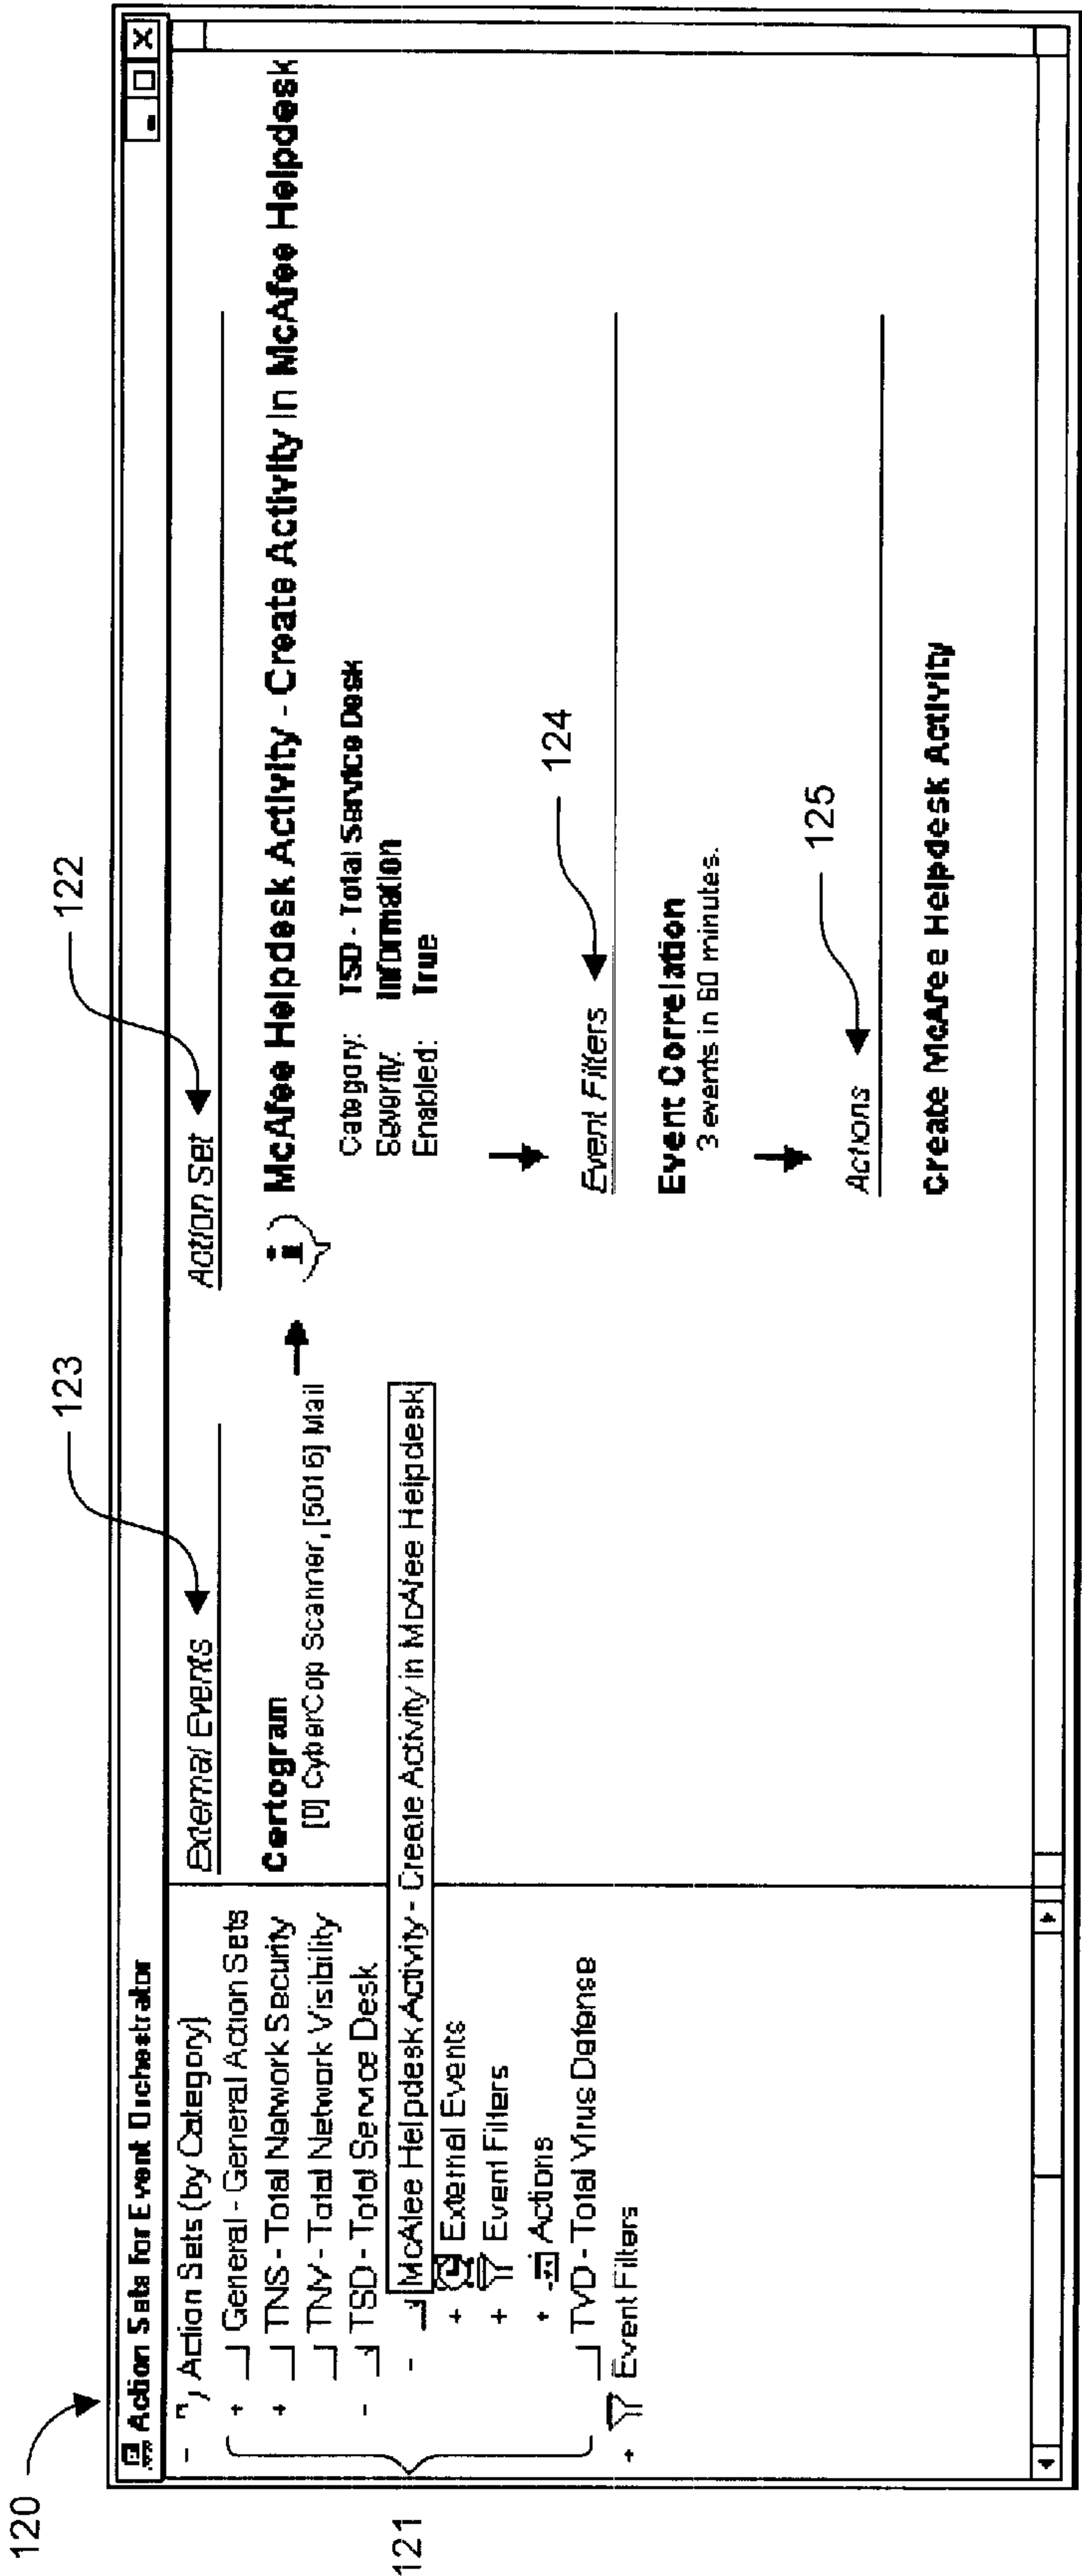 120
Action Sets for Event Orchestrator
121
Action Sets (by Category)
General - General Action Sets
TNS - Total Network Security
TNV - Total Network Visibility
TSD - Total Service Desk
McAfee Helpdesk Activity - Create Activity in McAfee Helpdesk
External Events
Event Filters
Actions
TVD - Total Virus Defense
Event Filters
123
External Events
Certogram
[0] CyberCop Scanner, [5016] Mail
122
Action Set
McAfee Helpdesk Activity - Create Activity In McAfee Helpdesk
Category: TSD - Total Service Desk
Severity: Information
Enabled: True
124
Event Filters
Event Correlation
3 events in 60 minutes.
125
Actions
Create McAfee Helpdesk Activity